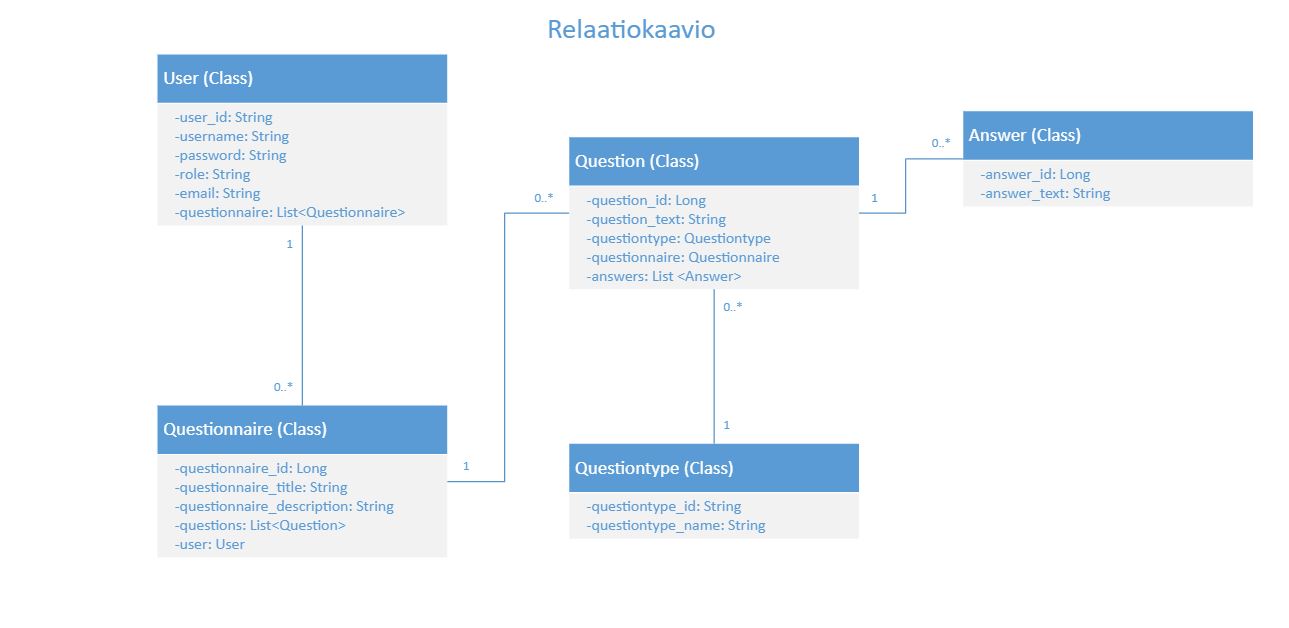 Relaatiokaavio
User (Class)
-user_id: String
-username: String
-password: String
-role: String
-email: String
-questionnaire: List<Questionnaire>
1
0..*
Questionnaire (Class)
-questionnaire_id: Long
-questionnaire_title: String
-questionnaire_description: String
-questions: List<Question>
-user: User
1
0..*
Question (Class)
-question_id: Long
-question_text: String
-questiontype: Questiontype
-questionnaire: Questionnaire
-answers: List <Answer>
0..*
1
Questiontype (Class)
-questiontype_id: String
-questiontype_name: String
1
0..*
Answer (Class)
-answer_id: Long
-answer_text: String